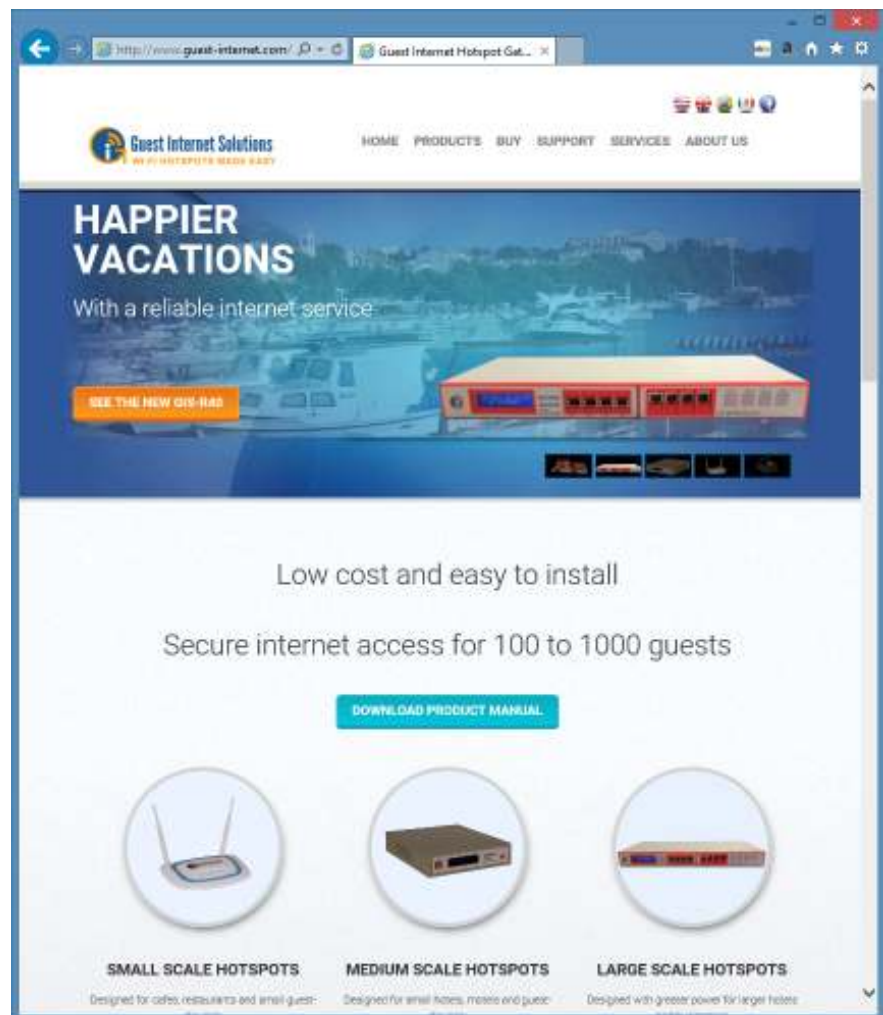 http://www.guest-internet.com/
Guest Internet Hotspot Gat...
Guest Internet Solutions
WI-FI HOTSPOTS MADE EASY
HOME PRODUCTS BUY SUPPORT SERVICES ABOUT US
HAPPIER
VACATIONS
With a reliable internet service
SEE THE NEW GIS-R40
Low cost and easy to install
Secure internet access for 100 to 1000 guests
DOWNLOAD PRODUCT MANUAL
SMALL SCALE HOTSPOTS
MEDIUM SCALE HOTSPOTS
LARGE SCALE HOTSPOTS
Designed for cafes, restaurants and small guest-
Designed for small hotels, motels and guest-
Designed with greater power for larger hotels